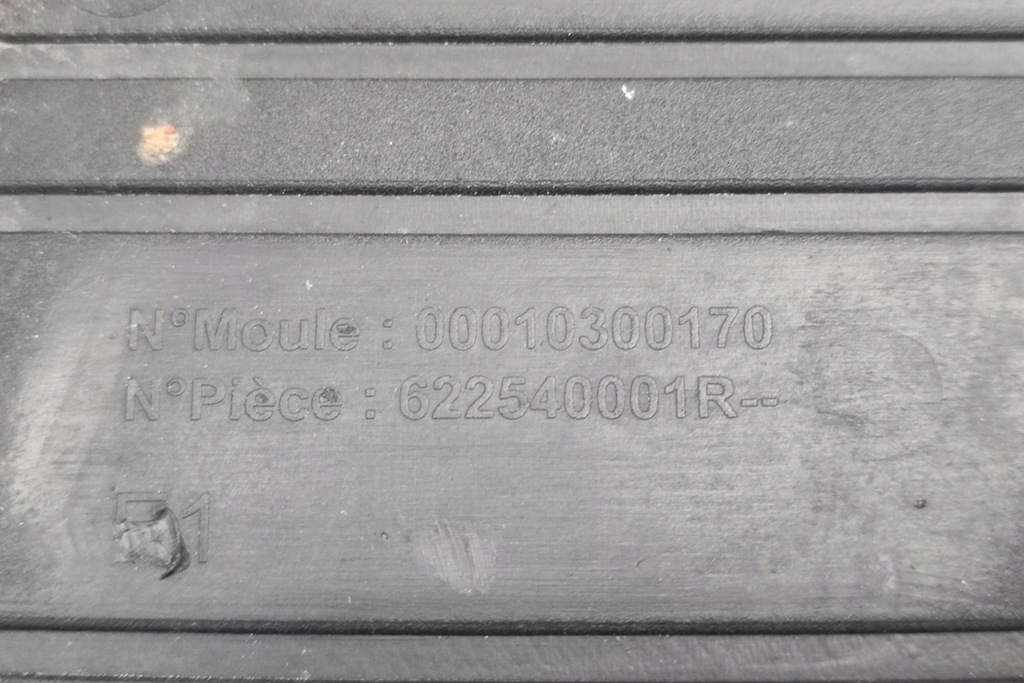 N°Moule : 00010300170
N°Pièce : 622540001R--